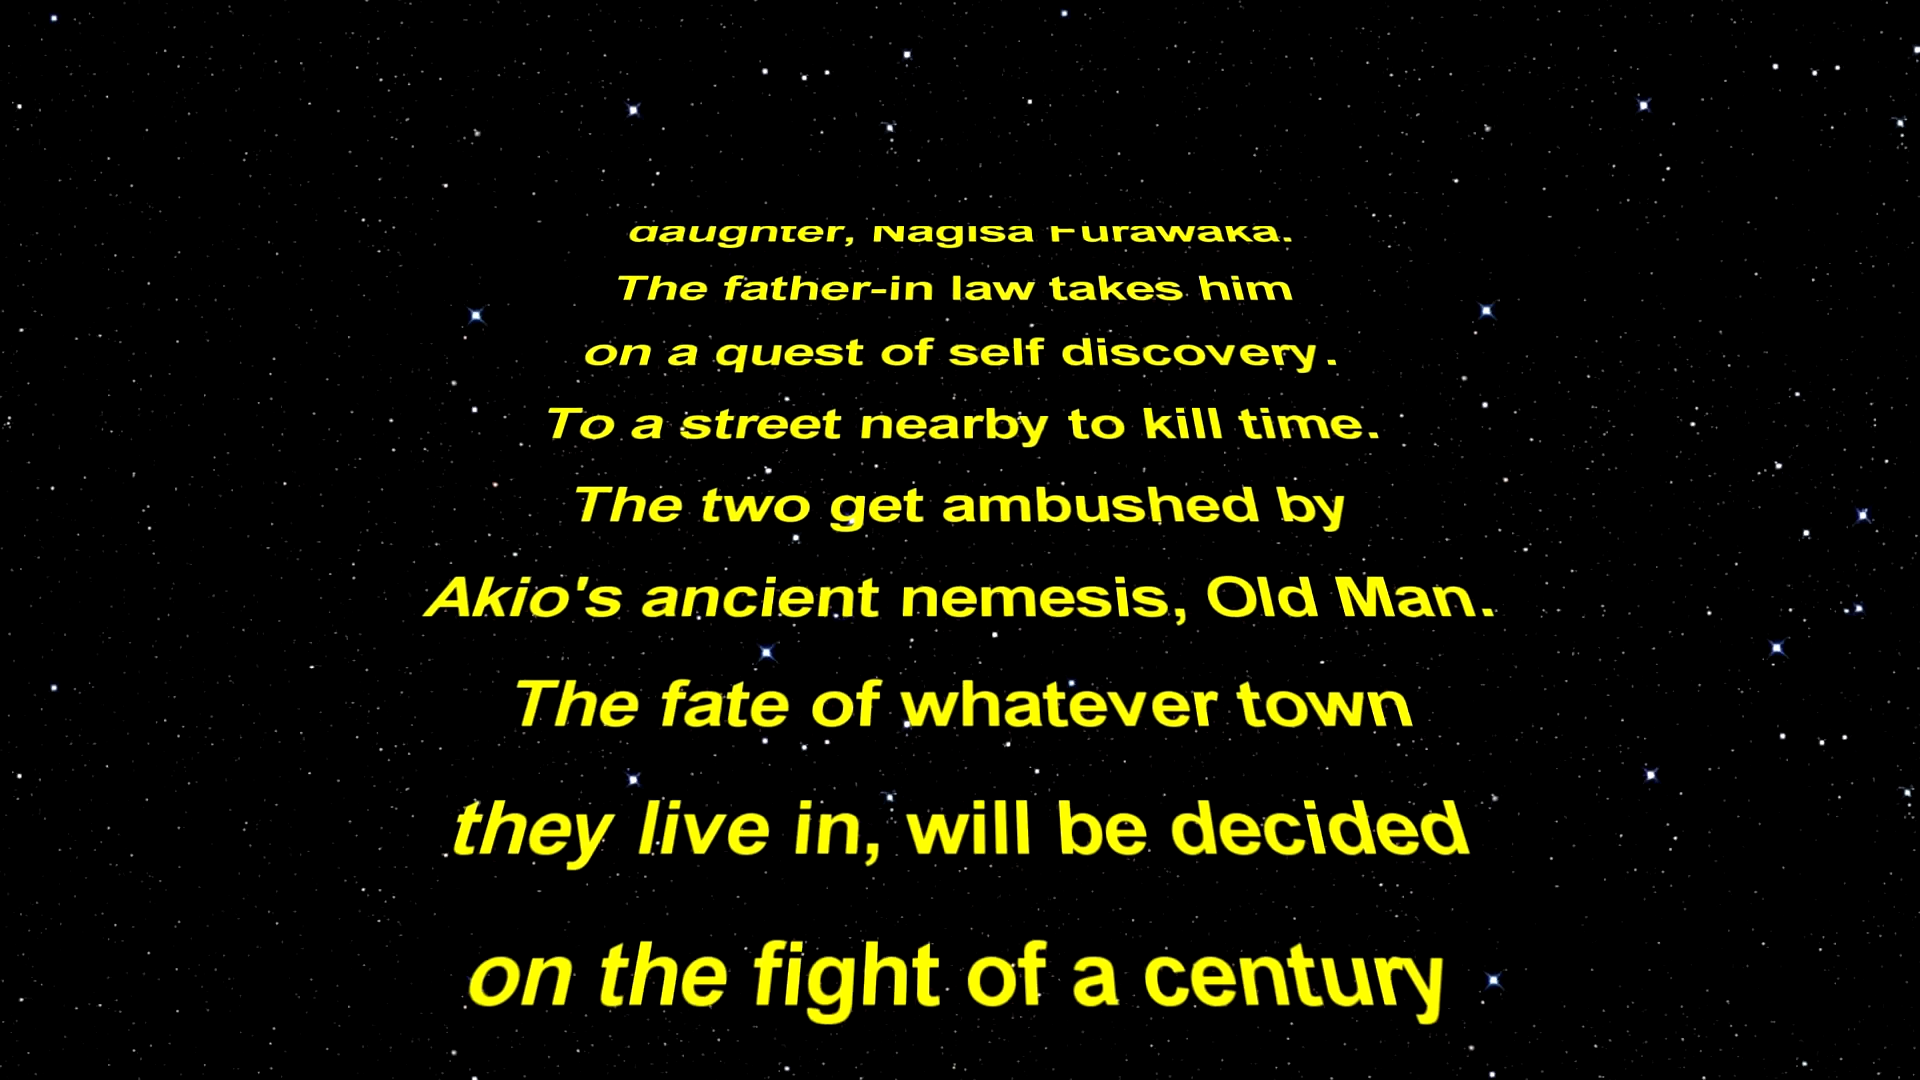 daughter, Nagisa Furawaka.
The father-in law takes him
on a quest of self discovery.
To a street nearby to kill time.
The two get ambushed by
Akio's ancient nemesis, Old Man.
The fate of whatever town
they live in, will be decided
on the fight of a century